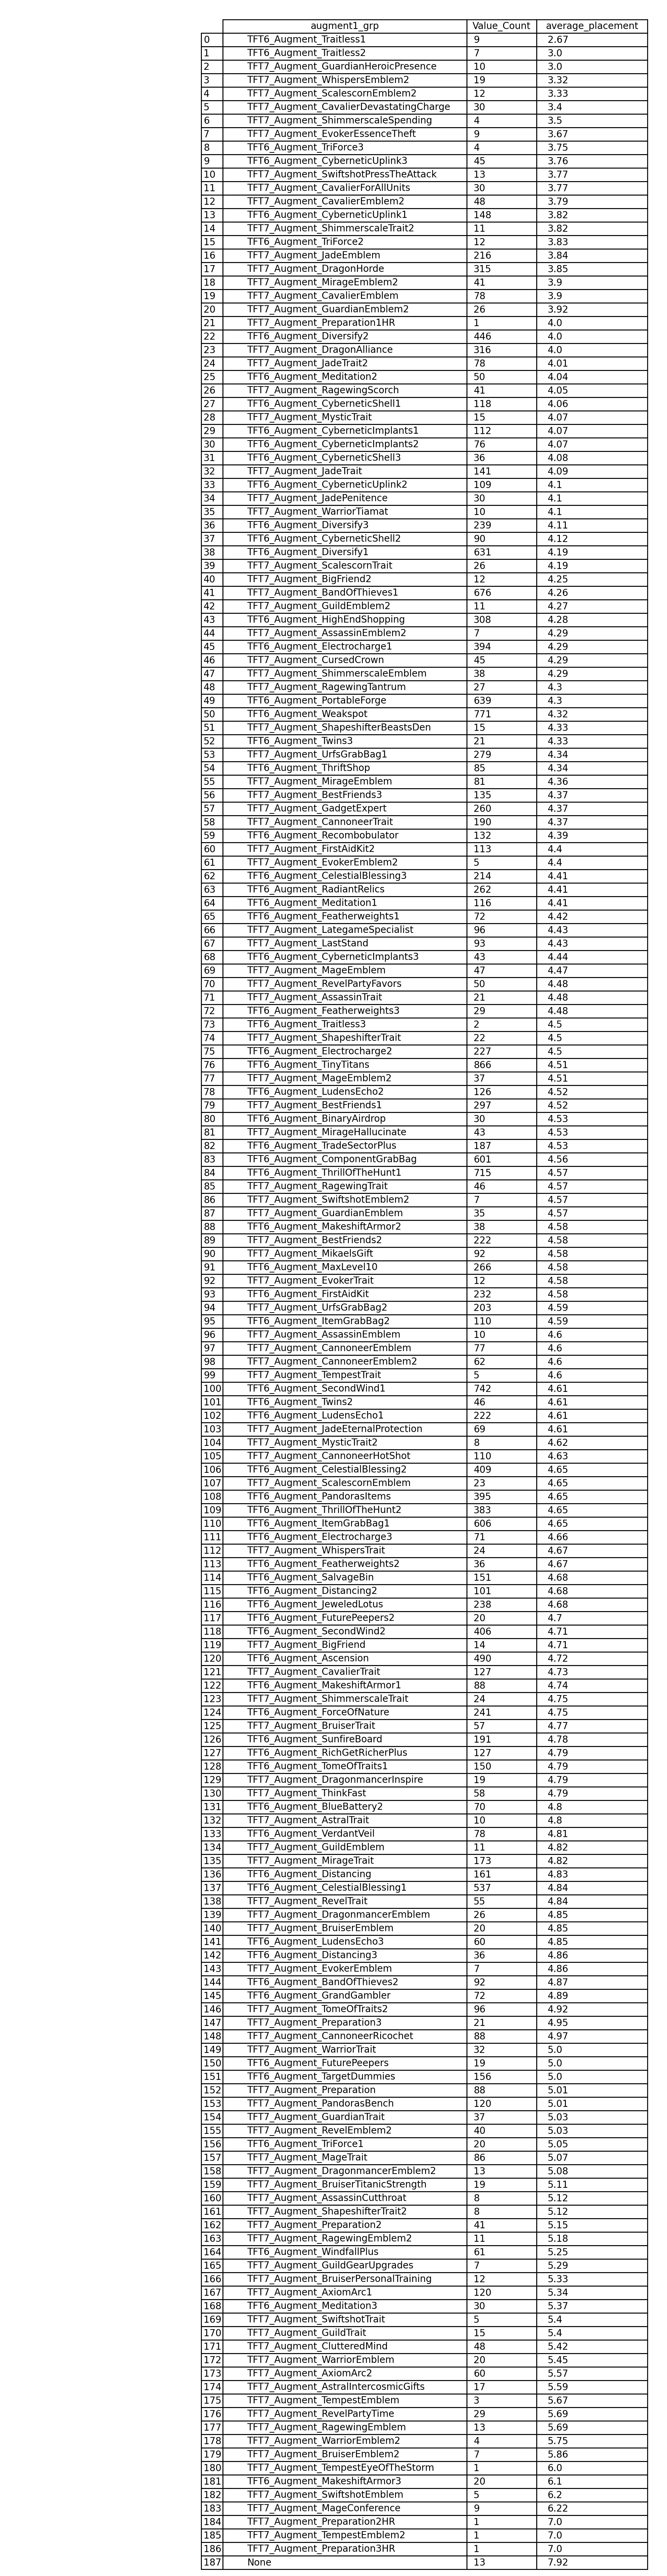 augment1_grp Value_Count average_placement
0 TFT6_Augment_Traitless1 9 2.67
1 TFT6_Augment_Traitless2 7 3.0
2 TFT7_Augment_GuardianHeroicPresence 10 3.0
3 TFT7_Augment_WhispersEmblem2 19 3.32
4 TFT7_Augment_ScalescornEmblem2 12 3.33
5 TFT7_Augment_CavalierDevastatingCharge 30 3.4
6 TFT7_Augment_ShimmerscaleSpending 4 3.5
7 TFT7_Augment_EvokerEssenceTheft 9 3.67
8 TFT6_Augment_TriForce3 4 3.75
9 TFT6_Augment_CyberneticUplink3 45 3.76
10 TFT7_Augment_SwiftshotPressTheAttack 13 3.77
11 TFT7_Augment_CavalierForAllUnits 30 3.77
12 TFT7_Augment_CavalierEmblem2 48 3.79
13 TFT6_Augment_CyberneticUplink1 148 3.82
14 TFT7_Augment_ShimmerscaleTrait2 11 3.82
15 TFT6_Augment_TriForce2 12 3.83
16 TFT7_Augment_JadeEmblem 216 3.84
17 TFT7_Augment_DragonHorde 315 3.85
18 TFT7_Augment_MirageEmblem2 41 3.9
19 TFT7_Augment_CavalierEmblem 78 3.9
20 TFT7_Augment_GuardianEmblem2 26 3.92
21 TFT7_Augment_Preparation1HR 1 4.0
22 TFT6_Augment_Diversify2 446 4.0
23 TFT7_Augment_DragonAlliance 316 4.0
24 TFT7_Augment_JadeTrait2 78 4.01
25 TFT6_Augment_Meditation2 50 4.04
26 TFT7_Augment_RagewingScorch 41 4.05
27 TFT6_Augment_CyberneticShell1 118 4.06
28 TFT7_Augment_MysticTrait 15 4.07
29 TFT6_Augment_CyberneticImplants1 112 4.07
30 TFT6_Augment_CyberneticImplants2 76 4.07
31 TFT6_Augment_CyberneticShell3 36 4.08
32 TFT7_Augment_JadeTrait 141 4.09
33 TFT6_Augment_CyberneticUplink2 109 4.1
34 TFT7_Augment_JadePenitence 30 4.1
35 TFT7_Augment_WarriorTiamat 10 4.1
36 TFT6_Augment_Diversify3 239 4.11
37 TFT6_Augment_CyberneticShell2 90 4.12
38 TFT6_Augment_Diversify1 631 4.19
39 TFT7_Augment_ScalescornTrait 26 4.19
40 TFT7_Augment_BigFriend2 12 4.25
41 TFT7_Augment_BandOfThieves1 676 4.26
42 TFT7_Augment_GuildEmblem2 11 4.27
43 TFT6_Augment_HighEndShopping 308 4.28
44 TFT7_Augment_AssassinEmblem2 7 4.29
45 TFT6_Augment_Electrocharge1 394 4.29
46 TFT7_Augment_CursedCrown 45 4.29
47 TFT7_Augment_ShimmerscaleEmblem 38 4.29
48 TFT7_Augment_RagewingTantrum 27 4.3
49 TFT6_Augment_PortableForge 639 4.3
50 TFT6_Augment_Weakspot 771 4.32
51 TFT7_Augment_ShapeshifterBeastsDen 15 4.33
52 TFT6_Augment_Twins3 21 4.33
53 TFT7_Augment_UrfsGrabBag1 279 4.34
54 TFT6_Augment_ThriftShop 85 4.34
55 TFT7_Augment_MirageEmblem 81 4.36
56 TFT7_Augment_BestFriends3 135 4.37
57 TFT7_Augment_GadgetExpert 260 4.37
58 TFT7_Augment_CannoneerTrait 190 4.37
59 TFT6_Augment_Recombobulator 132 4.39
60 TFT7_Augment_FirstAidKit2 113 4.4
61 TFT7_Augment_EvokerEmblem2 5 4.4
62 TFT6_Augment_CelestialBlessing3 214 4.41
63 TFT6_Augment_RadiantRelics 262 4.41
64 TFT6_Augment_Meditation1 116 4.41
65 TFT6_Augment_Featherweights1 72 4.42
66 TFT7_Augment_LategameSpecialist 96 4.43
67 TFT7_Augment_LastStand 93 4.43
68 TFT6_Augment_CyberneticImplants3 43 4.44
69 TFT7_Augment_MageEmblem 47 4.47
70 TFT7_Augment_RevelPartyFavors 50 4.48
71 TFT7_Augment_AssassinTrait 21 4.48
72 TFT6_Augment_Featherweights3 29 4.48
73 TFT6_Augment_Traitless3 2 4.5
74 TFT7_Augment_ShapeshifterTrait 22 4.5
75 TFT6_Augment_Electrocharge2 227 4.5
76 TFT6_Augment_TinyTitans 866 4.51
77 TFT7_Augment_MageEmblem2 37 4.51
78 TFT6_Augment_LudensEcho2 126 4.52
79 TFT7_Augment_BestFriends1 297 4.52
80 TFT6_Augment_BinaryAirdrop 30 4.53
81 TFT7_Augment_MirageHallucinate 43 4.53
82 TFT6_Augment_TradeSectorPlus 187 4.53
83 TFT6_Augment_ComponentGrabBag 601 4.56
84 TFT6_Augment_ThrillOfTheHunt1 715 4.57
85 TFT7_Augment_RagewingTrait 46 4.57
86 TFT7_Augment_SwiftshotEmblem2 7 4.57
87 TFT7_Augment_GuardianEmblem 35 4.57
88 TFT6_Augment_MakeshiftArmor2 38 4.58
89 TFT7_Augment_BestFriends2 222 4.58
90 TFT7_Augment_MikaelsGift 92 4.58
91 TFT6_Augment_MaxLevel10 266 4.58
92 TFT7_Augment_EvokerTrait 12 4.58
93 TFT6_Augment_FirstAidKit 232 4.58
94 TFT7_Augment_UrfsGrabBag2 203 4.59
95 TFT6_Augment_ItemGrabBag2 110 4.59
96 TFT7_Augment_AssassinEmblem 10 4.6
97 TFT7_Augment_CannoneerEmblem 77 4.6
98 TFT7_Augment_CannoneerEmblem2 62 4.6
99 TFT7_Augment_TempestTrait 5 4.6
100 TFT6_Augment_SecondWind1 742 4.61
101 TFT6_Augment_Twins2 46 4.61
102 TFT6_Augment_LudensEcho1 222 4.61
103 TFT7_Augment_JadeEternalProtection 69 4.61
104 TFT7_Augment_MysticTrait2 8 4.62
105 TFT7_Augment_CannoneerHotShot 110 4.63
106 TFT6_Augment_CelestialBlessing2 409 4.65
107 TFT7_Augment_ScalescornEmblem 23 4.65
108 TFT6_Augment_PandorasItems 395 4.65
109 TFT6_Augment_ThrillOfTheHunt2 383 4.65
110 TFT6_Augment_ItemGrabBag1 606 4.65
111 TFT6_Augment_Electrocharge3 71 4.66
112 TFT7_Augment_WhispersTrait 24 4.67
113 TFT6_Augment_Featherweights2 36 4.67
114 TFT6_Augment_SalvageBin 151 4.68
115 TFT6_Augment_Distancing2 101 4.68
116 TFT6_Augment_JeweledLotus 238 4.68
117 TFT6_Augment_FuturePeepers2 20 4.7
118 TFT6_Augment_SecondWind2 406 4.71
119 TFT7_Augment_BigFriend 14 4.71
120 TFT6_Augment_Ascension 490 4.72
121 TFT7_Augment_CavalierTrait 127 4.73
122 TFT6_Augment_MakeshiftArmor1 88 4.74
123 TFT7_Augment_ShimmerscaleTrait 24 4.75
124 TFT6_Augment_ForceOfNature 241 4.75
125 TFT7_Augment_BruiserTrait 57 4.77
126 TFT6_Augment_SunfireBoard 191 4.78
127 TFT6_Augment_RichGetRicherPlus 127 4.79
128 TFT6_Augment_TomeOfTraits1 150 4.79
129 TFT7_Augment_DragonmancerInspire 19 4.79
130 TFT7_Augment_ThinkFast 58 4.79
131 TFT6_Augment_BlueBattery2 70 4.8
132 TFT7_Augment_AstralTrait 10 4.8
133 TFT6_Augment_VerdantVeil 78 4.81
134 TFT7_Augment_GuildEmblem 11 4.82
135 TFT7_Augment_MirageTrait 173 4.82
136 TFT6_Augment_Distancing 161 4.83
137 TFT6_Augment_CelestialBlessing1 537 4.84
138 TFT7_Augment_RevelTrait 55 4.84
139 TFT7_Augment_DragonmancerEmblem 26 4.85
140 TFT7_Augment_BruiserEmblem 20 4.85
141 TFT6_Augment_LudensEcho3 60 4.85
142 TFT6_Augment_Distancing3 36 4.86
143 TFT7_Augment_EvokerEmblem 7 4.86
144 TFT7_Augment_BandOfThieves2 92 4.87
145 TFT6_Augment_GrandGambler 72 4.89
146 TFT7_Augment_TomeOfTraits2 96 4.92
147 TFT7_Augment_Preparation3 21 4.95
148 TFT7_Augment_CannoneerRicochet 88 4.97
149 TFT7_Augment_WarriorTrait 32 5.0
150 TFT6_Augment_FuturePeepers 19 5.0
151 TFT6_Augment_TargetDummies 156 5.0
152 TFT7_Augment_Preparation 88 5.01
153 TFT7_Augment_PandorasBench 120 5.01
154 TFT7_Augment_GuardianTrait 37 5.03
155 TFT7_Augment_RevelEmblem2 40 5.03
156 TFT6_Augment_TriForce1 20 5.05
157 TFT7_Augment_MageTrait 86 5.07
158 TFT7_Augment_DragonmancerEmblem2 13 5.08
159 TFT7_Augment_BruiserTitanicStrength 19 5.11
160 TFT7_Augment_AssassinCutthroat 8 5.12
161 TFT7_Augment_ShapeshifterTrait2 8 5.12
162 TFT7_Augment_Preparation2 41 5.15
163 TFT7_Augment_RagewingEmblem2 11 5.18
164 TFT6_Augment_WindfallPlus 61 5.25
165 TFT7_Augment_GuildGearUpgrades 7 5.29
166 TFT7_Augment_BruiserPersonalTraining 12 5.33
167 TFT7_Augment_AxiomArc1 120 5.34
168 TFT6_Augment_Meditation3 30 5.37
169 TFT7_Augment_SwiftshotTrait 5 5.4
170 TFT7_Augment_GuildTrait 15 5.4
171 TFT7_Augment_ClutteredMind 48 5.42
172 TFT7_Augment_WarriorEmblem 20 5.45
173 TFT7_Augment_AxiomArc2 60 5.57
174 TFT7_Augment_AstralIntercosmicGifts 17 5.59
175 TFT7_Augment_TempestEmblem 3 5.67
176 TFT7_Augment_RevelPartyTime 29 5.69
177 TFT7_Augment_RagewingEmblem 13 5.69
178 TFT7_Augment_WarriorEmblem2 4 5.75
179 TFT7_Augment_BruiserEmblem2 7 5.86
180 TFT7_Augment_TempestEyeOfTheStorm 1 6.0
181 TFT6_Augment_MakeshiftArmor3 20 6.1
182 TFT7_Augment_SwiftshotEmblem 5 6.2
183 TFT7_Augment_MageConference 9 6.22
184 TFT7_Augment_Preparation2HR 1 7.0
185 TFT7_Augment_TempestEmblem2 1 7.0
186 TFT7_Augment_Preparation3HR 1 7.0
187 None 13 7.92